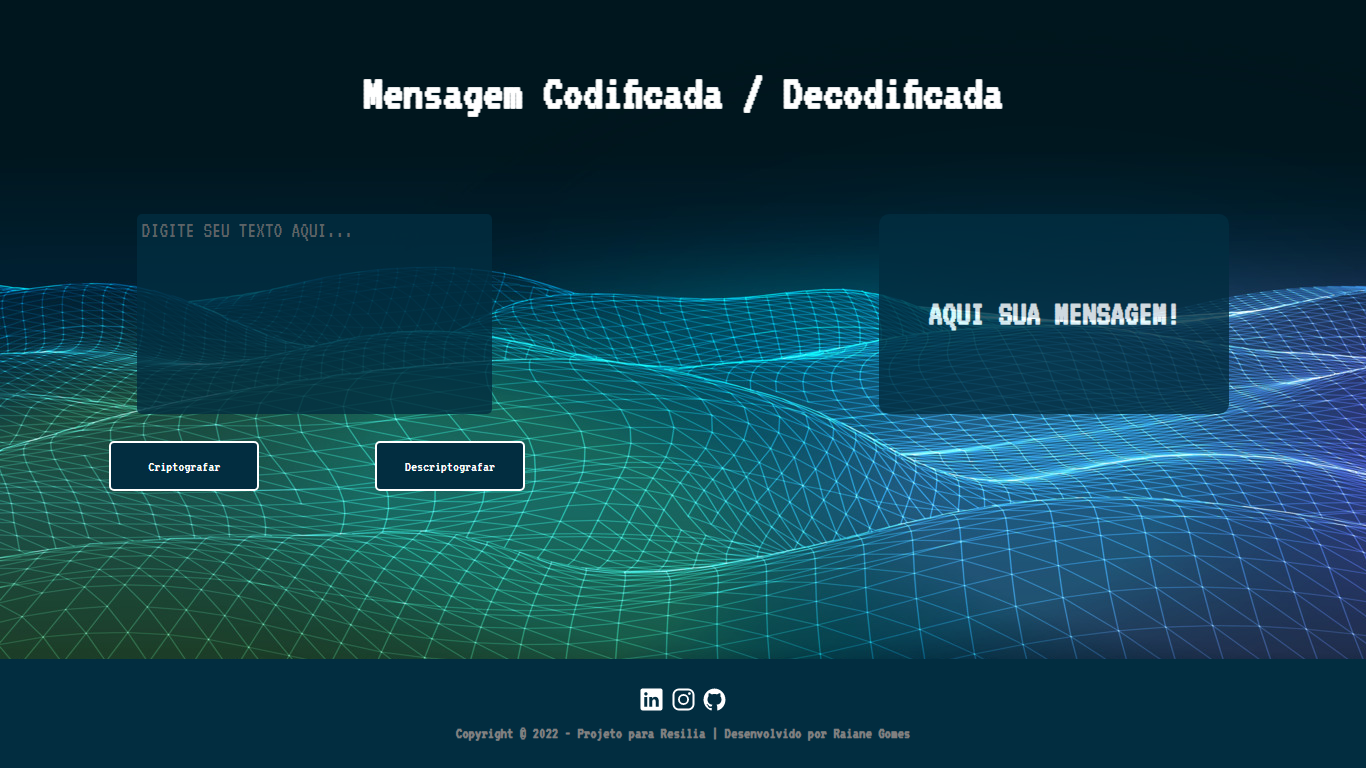 Mensagem Codificada / Decodificada
DIGITE SEU TEXTO AQUI...
AQUI SUA MENSAGEM!
Criptografar
Descriptografar
in
Copyright @ 2022 - Projeto para Resilia | Desenvolvido por Raiane Gomes